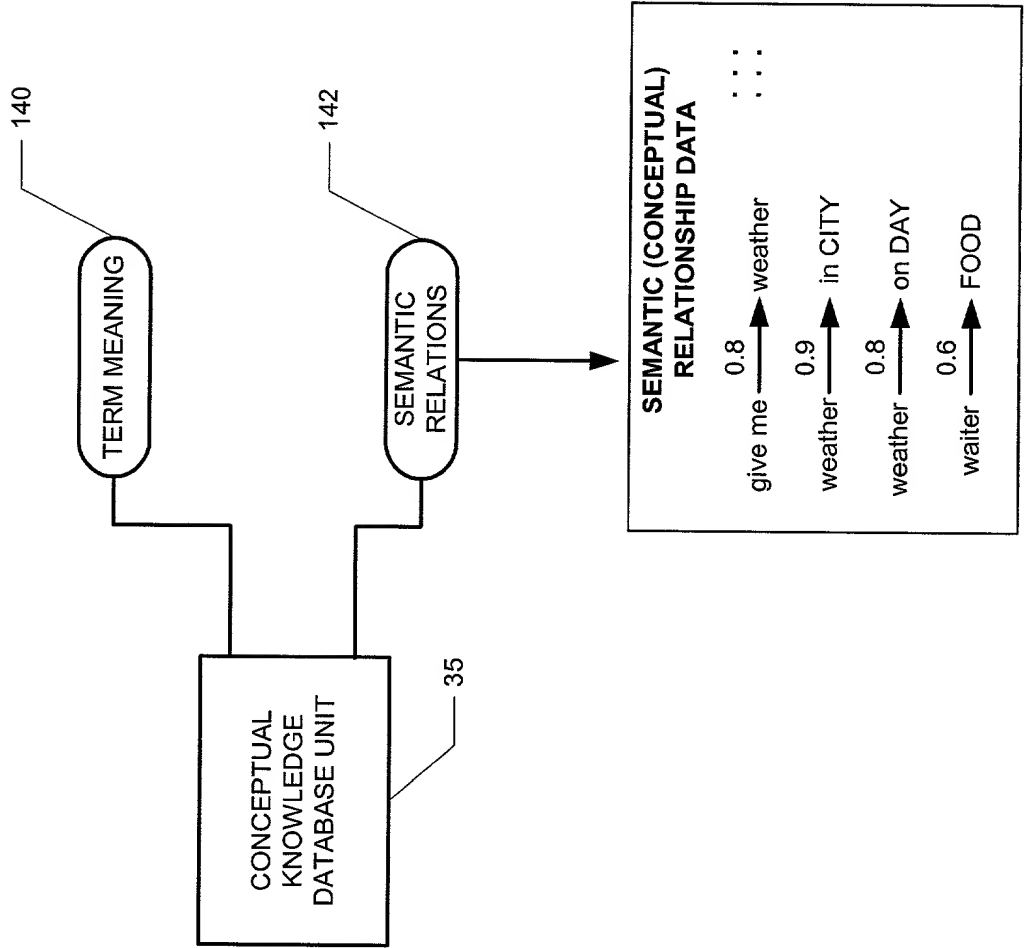 CONCEPTUAL
KNOWLEDGE
DATABASE UNIT
35
TERM MEANING
140
SEMANTIC
RELATIONS
142
SEMANTIC (CONCEPTUAL)
RELATIONSHIP DATA
give me 0.8 weather . . .
weather 0.9 in CITY . . .
weather 0.8 on DAY
waiter 0.6 FOOD